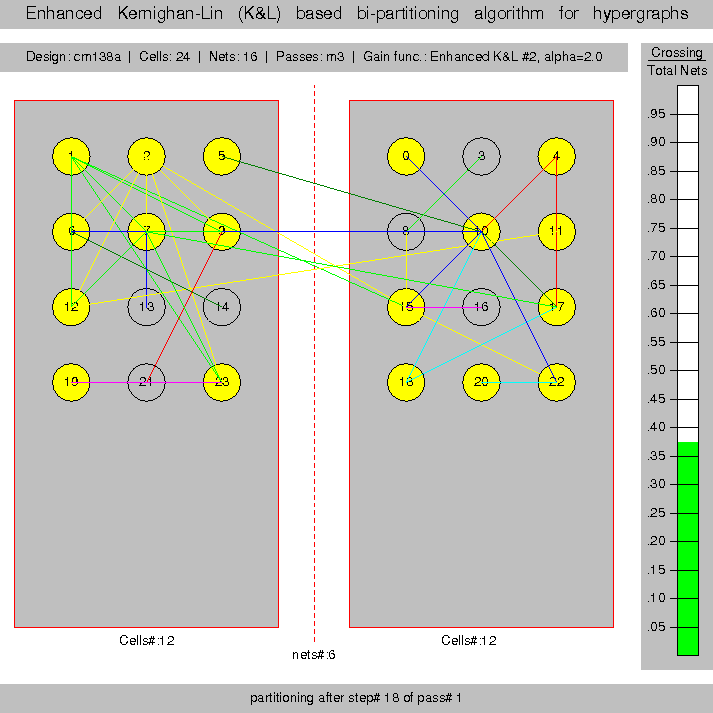 Enhanced Kernighan-Lin (K&L) based bi-partitioning algorithm for hypergraphs
Design: cm138a | Cells: 24 | Nets: 16 | Passes: m3 | Gain func.: Enhanced K&L #2, alpha=2.0
Crossing
Total Nets
1 2 5 0 3 4
6 7 9 8 10 11
12 13 14 15 16 17
19 21 23 18 20 22
.95
.90
.85
.80
.75
.70
.65
.60
.55
.50
.45
.40
.35
.30
.25
.20
.15
.10
.05
Cells#:12
Cells#:12
nets#:6
partitioning after step# 18 of pass# 1